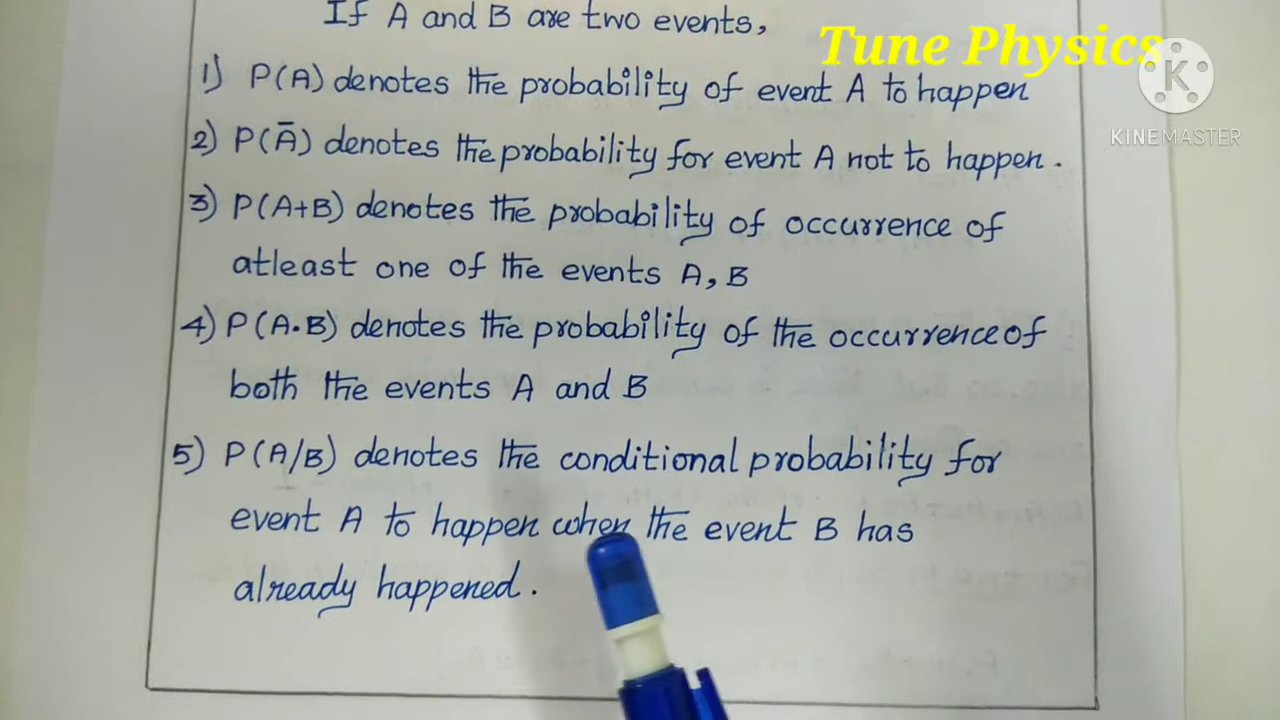 If A and B are two events,
Tune Physics
K
KINEMASTER
1) P(A) denotes the probability of event A to happen
2) P(Ā) denotes the probability for event A not to happen.
3) P(A+B) denotes the probability of occurrence of
atleast one of the events A, B
4) P(A·B) denotes the probability of the occurrence of
both the events A and B
5) P(A/B) denotes the conditional probability for
event A to happen when the event B has
already happened.